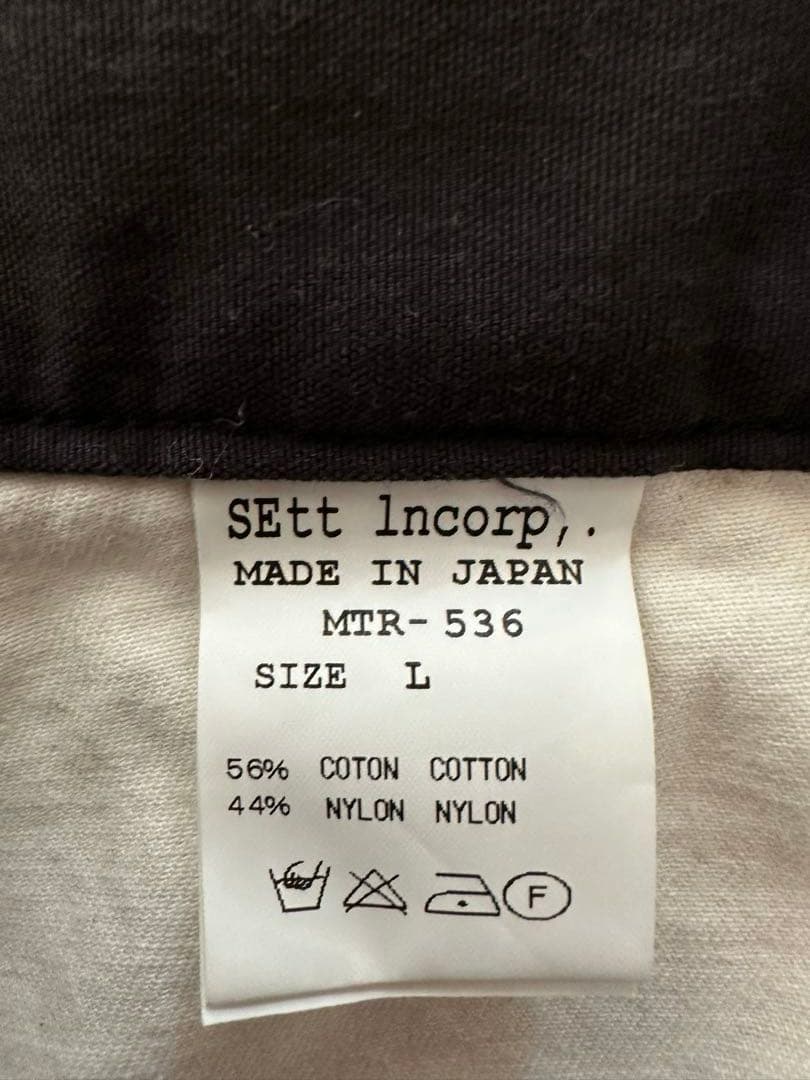 SEtt lncorp,.
MADE IN JAPAN
MTR-536
SIZE L
56% COTON COTTON
44% NYLON NYLON
F